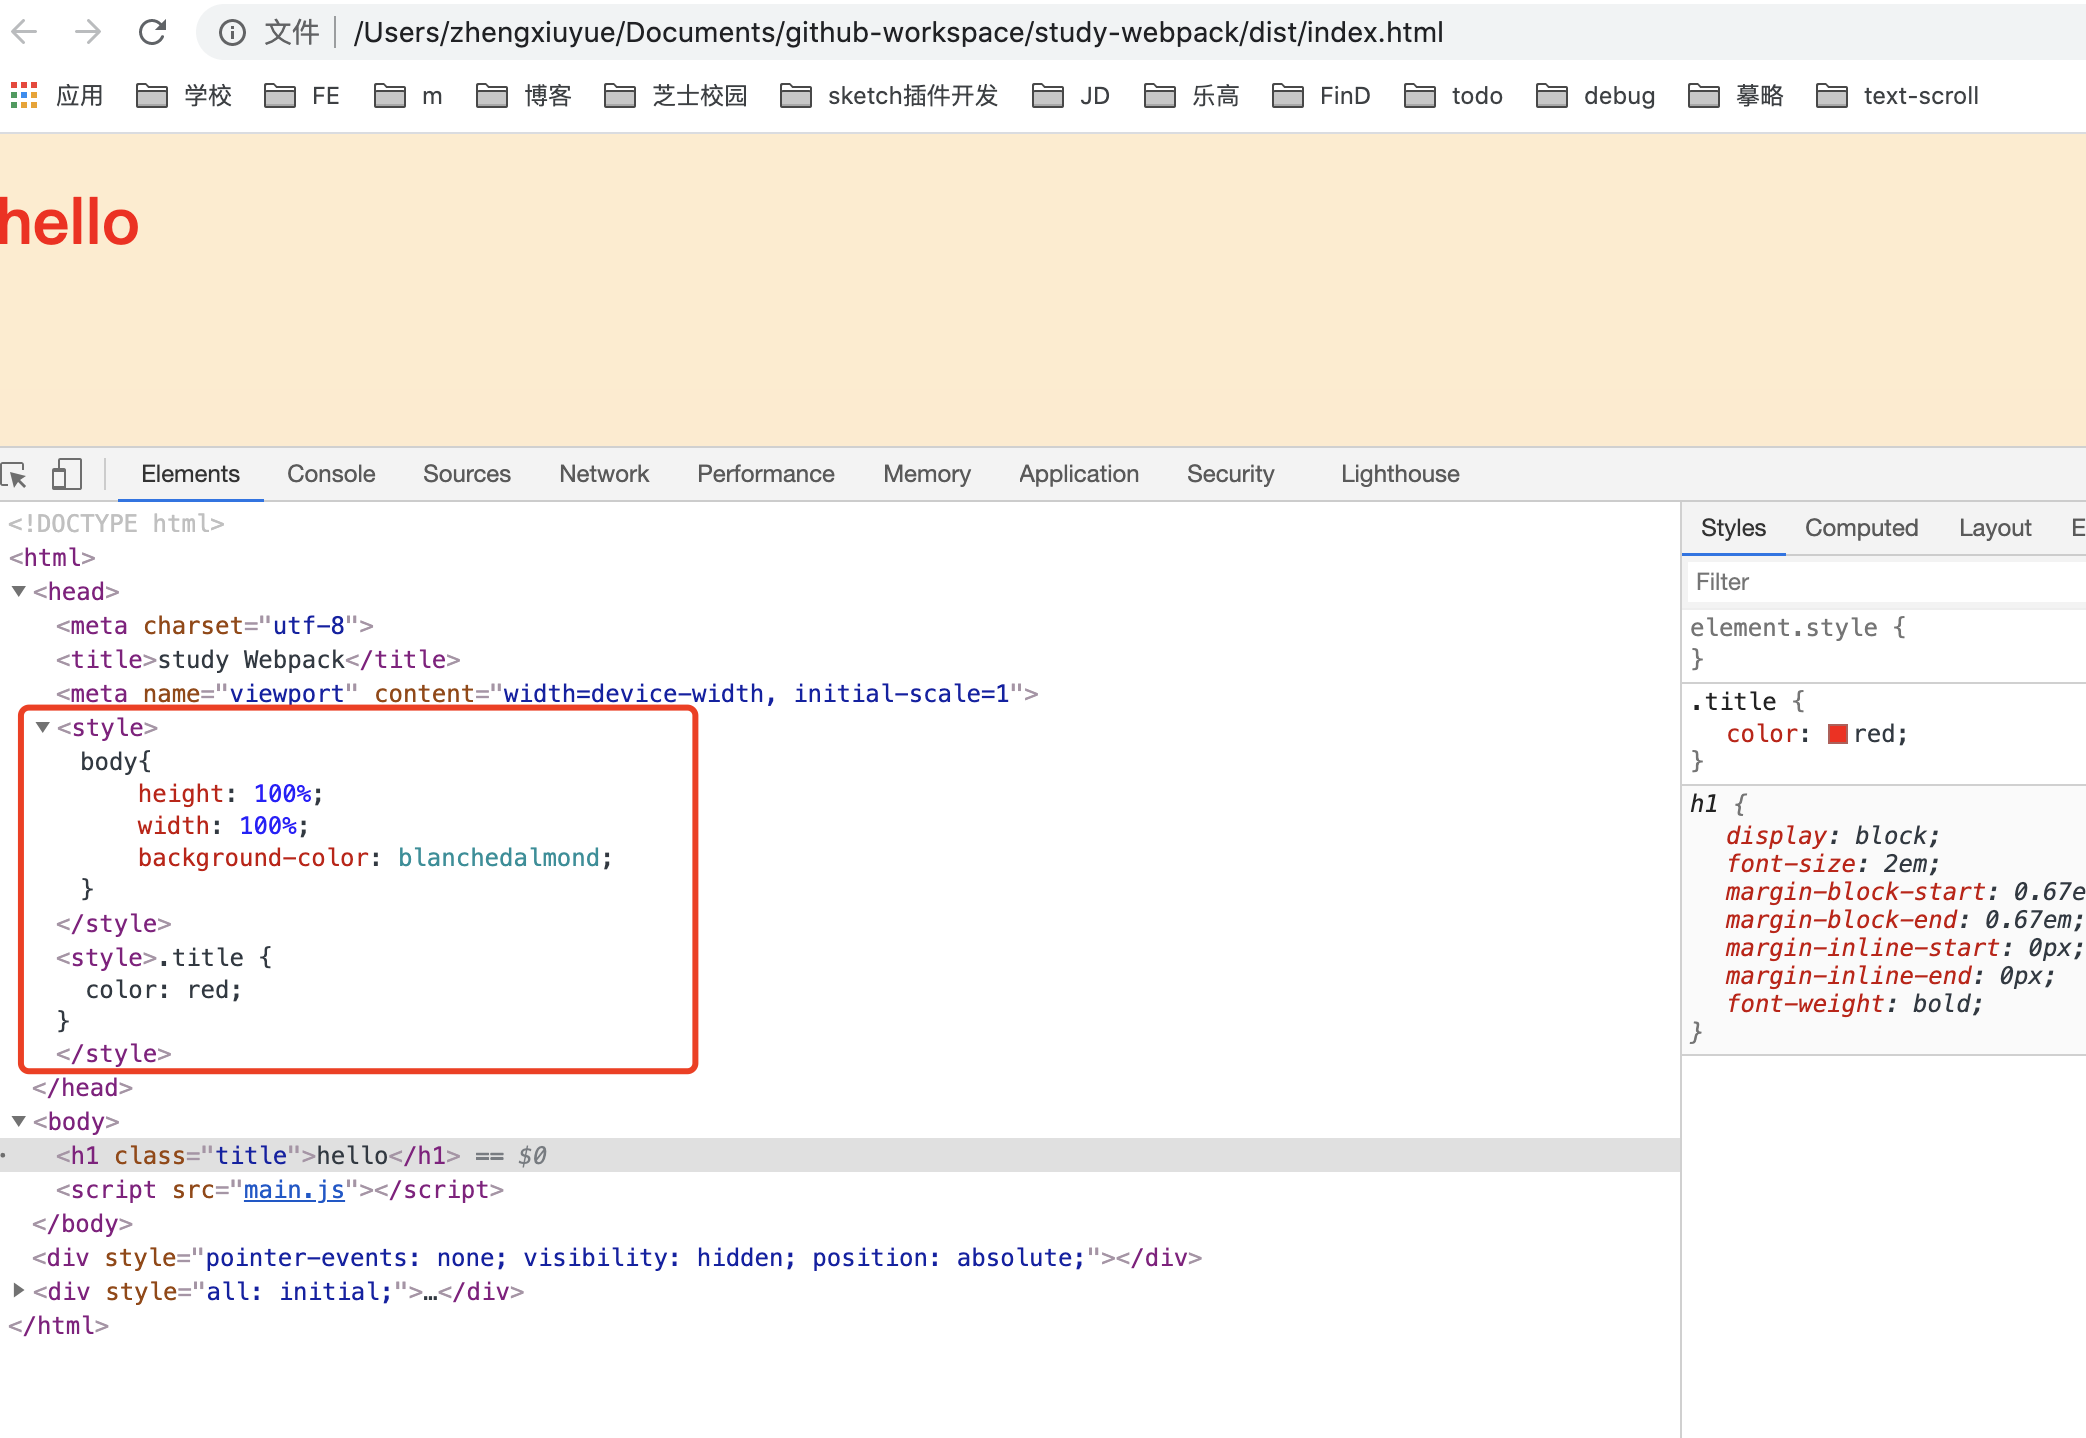 文件 /Users/zhengxiuyue/Documents/github-workspace/study-webpack/dist/index.html
应用 学校 FE m 博客 芝士校园 sketch插件开发 JD 乐高 FinD todo debug 摹略 text-scroll
hello
Elements Console Sources Network Performance Memory Application Security Lighthouse
<!DOCTYPE html>
<html>
<head>
<meta charset="utf-8">
<title>study Webpack</title>
<meta name="viewport" content="width=device-width, initial-scale=1">
<style>
body{
height: 100%;
width: 100%;
background-color: blanchedalmond;
}
</style>
<style>.title {
color: red;
}
</style>
</head>
<body>
<h1 class="title">hello</h1> == $0
<script src="main.js"></script>
</body>
<div style="pointer-events: none; visibility: hidden; position: absolute;"></div>
<div style="all: initial;">…</div>
</html>
Styles Computed Layout E
Filter
element.style {
}
.title {
color: red;
}
h1 {
display: block;
font-size: 2em;
margin-block-start: 0.67e
margin-block-end: 0.67em;
margin-inline-start: 0px;
margin-inline-end: 0px;
font-weight: bold;
}